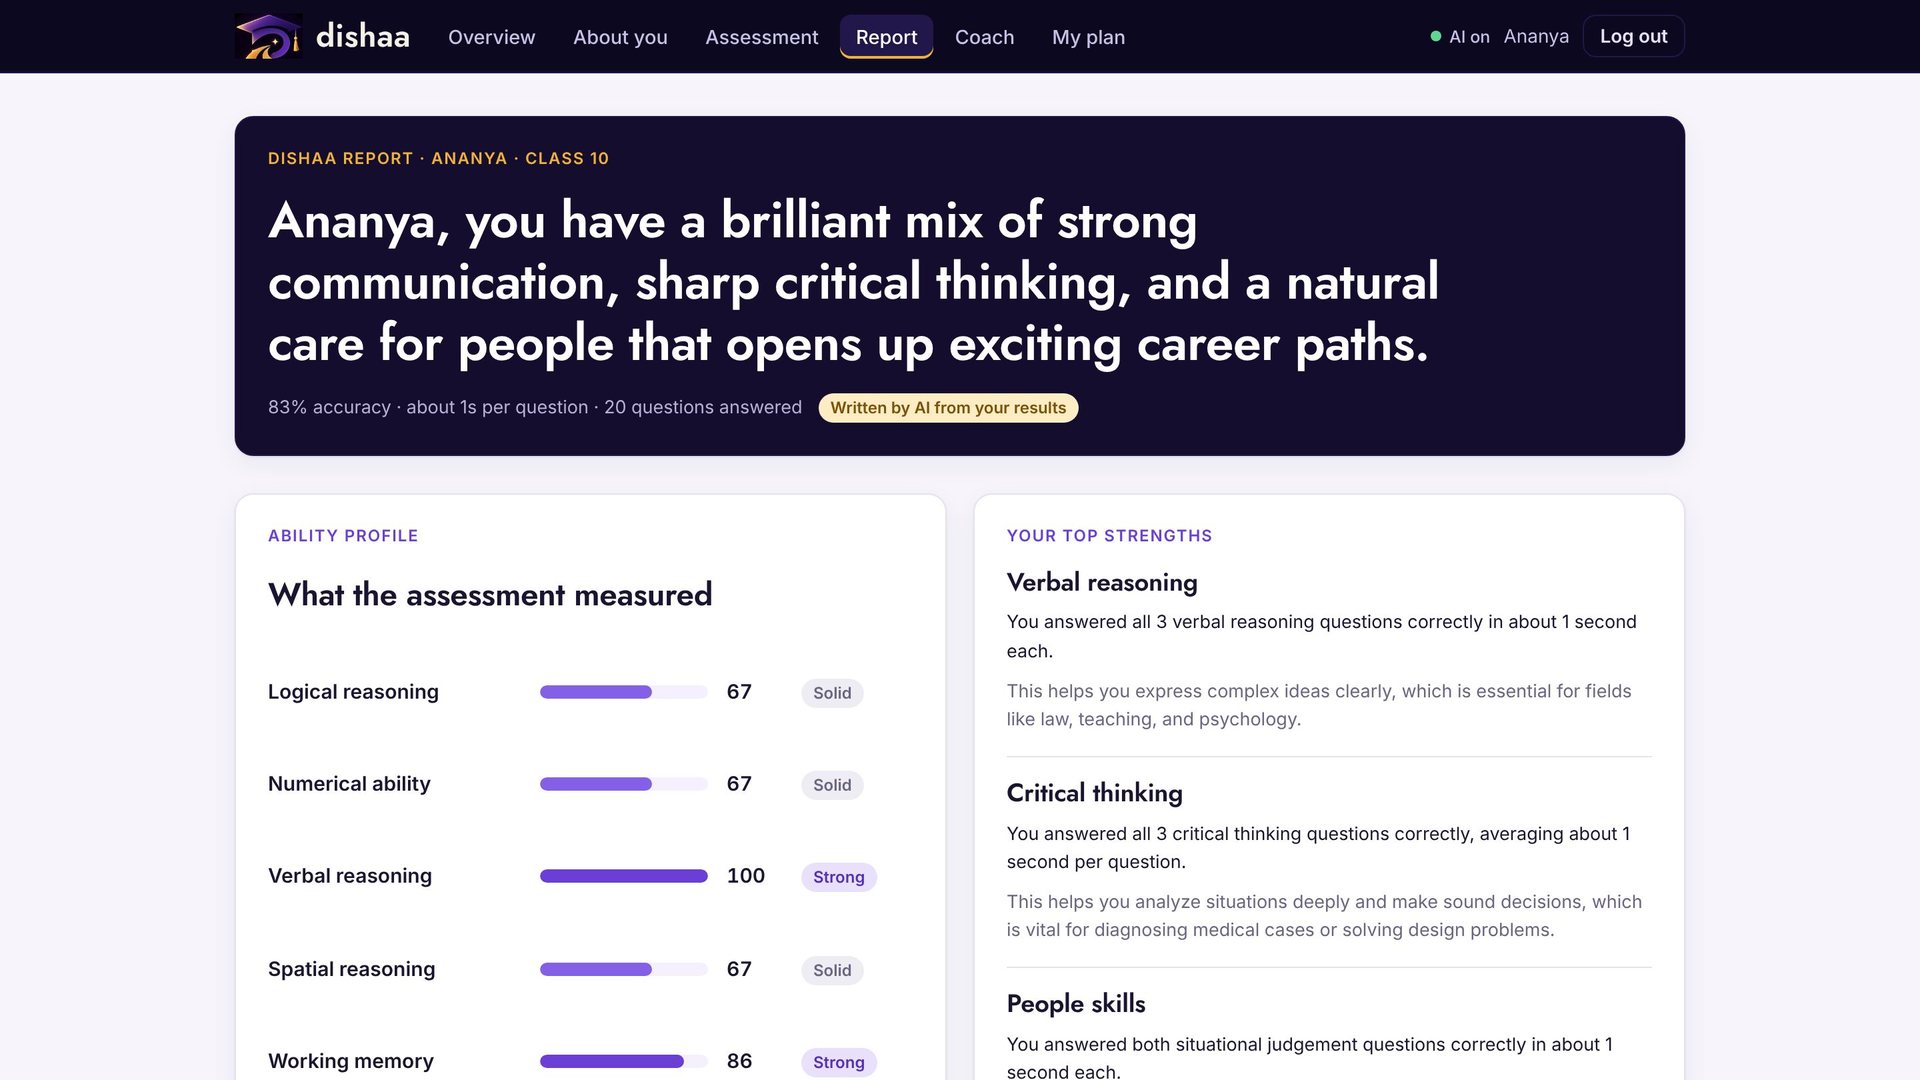 dishaa
Overview
About you
Assessment
Report
Coach
My plan
AI on
Ananya
Log out
DISHAA REPORT · ANANYA · CLASS 10
Ananya, you have a brilliant mix of strong
communication, sharp critical thinking, and a natural
care for people that opens up exciting career paths.
83% accuracy · about 1s per question · 20 questions answered
Written by AI from your results
ABILITY PROFILE
What the assessment measured
Logical reasoning 67 Solid
Numerical ability 67 Solid
Verbal reasoning 100 Strong
Spatial reasoning 67 Solid
Working memory 86 Strong
YOUR TOP STRENGTHS
Verbal reasoning
You answered all 3 verbal reasoning questions correctly in about 1 second
each.
This helps you express complex ideas clearly, which is essential for fields
like law, teaching, and psychology.
Critical thinking
You answered all 3 critical thinking questions correctly, averaging about 1
second per question.
This helps you analyze situations deeply and make sound decisions, which
is vital for diagnosing medical cases or solving design problems.
People skills
You answered both situational judgement questions correctly in about 1
second each.